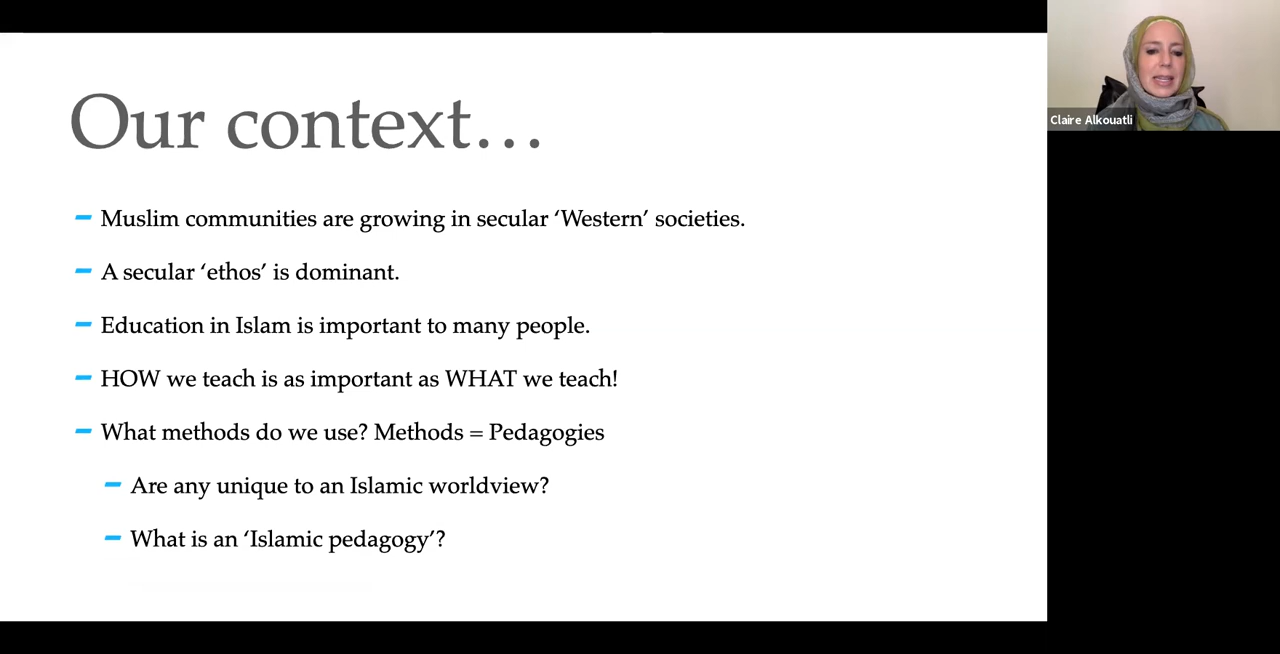 Our context…
Muslim communities are growing in secular ‘Western’ societies.
A secular ‘ethos’ is dominant.
Education in Islam is important to many people.
HOW we teach is as important as WHAT we teach!
What methods do we use? Methods = Pedagogies
Are any unique to an Islamic worldview?
What is an ‘Islamic pedagogy’?
Claire Alkouatli